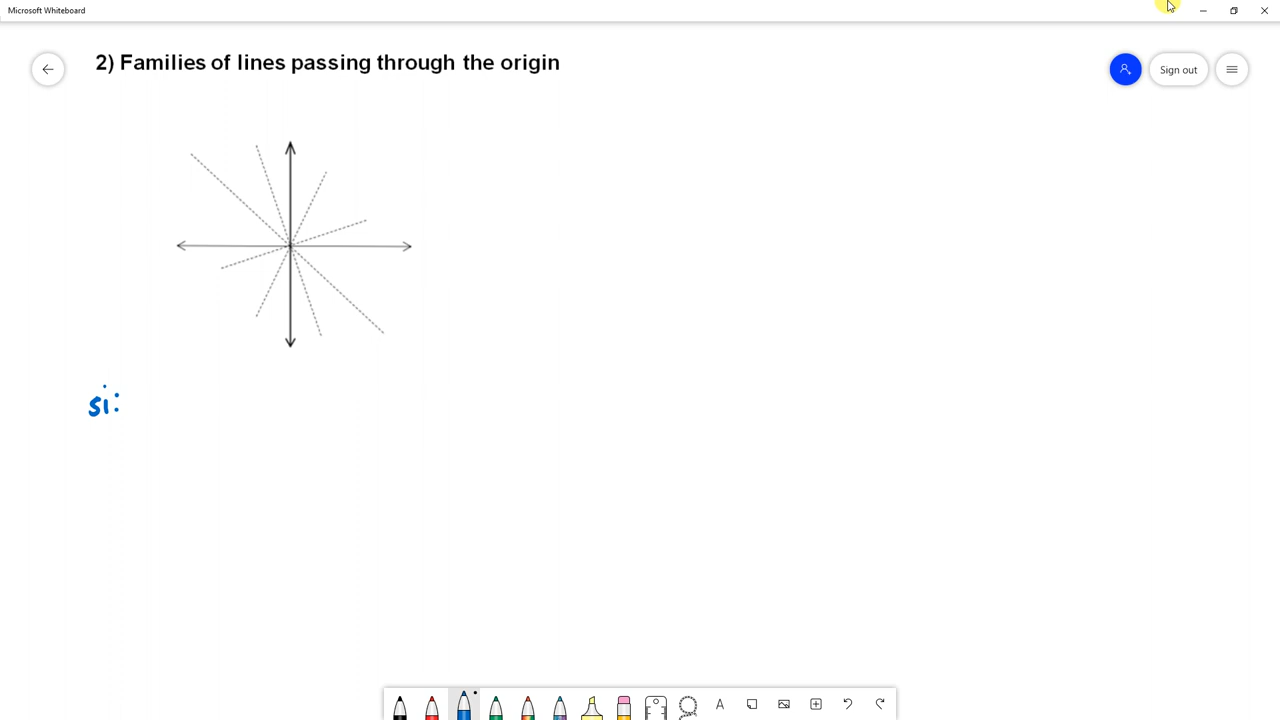 Microsoft Whiteboard
2) Families of lines passing through the origin
Sign out
si:
A